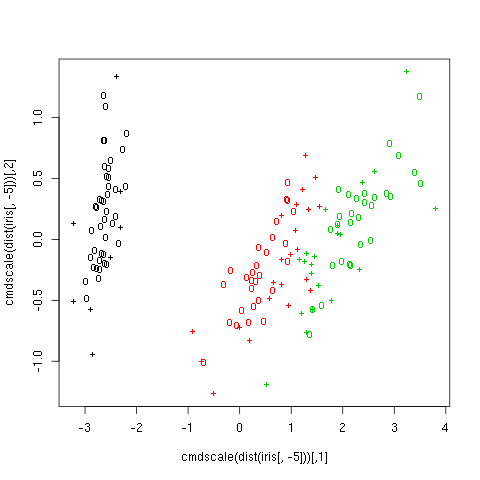 1.0
0.5
0.0
-0.5
-1.0
cmdscale(dist(iris[, -5]))[,2]
-3 -2 -1 0 1 2 3 4
cmdscale(dist(iris[, -5]))[,1]